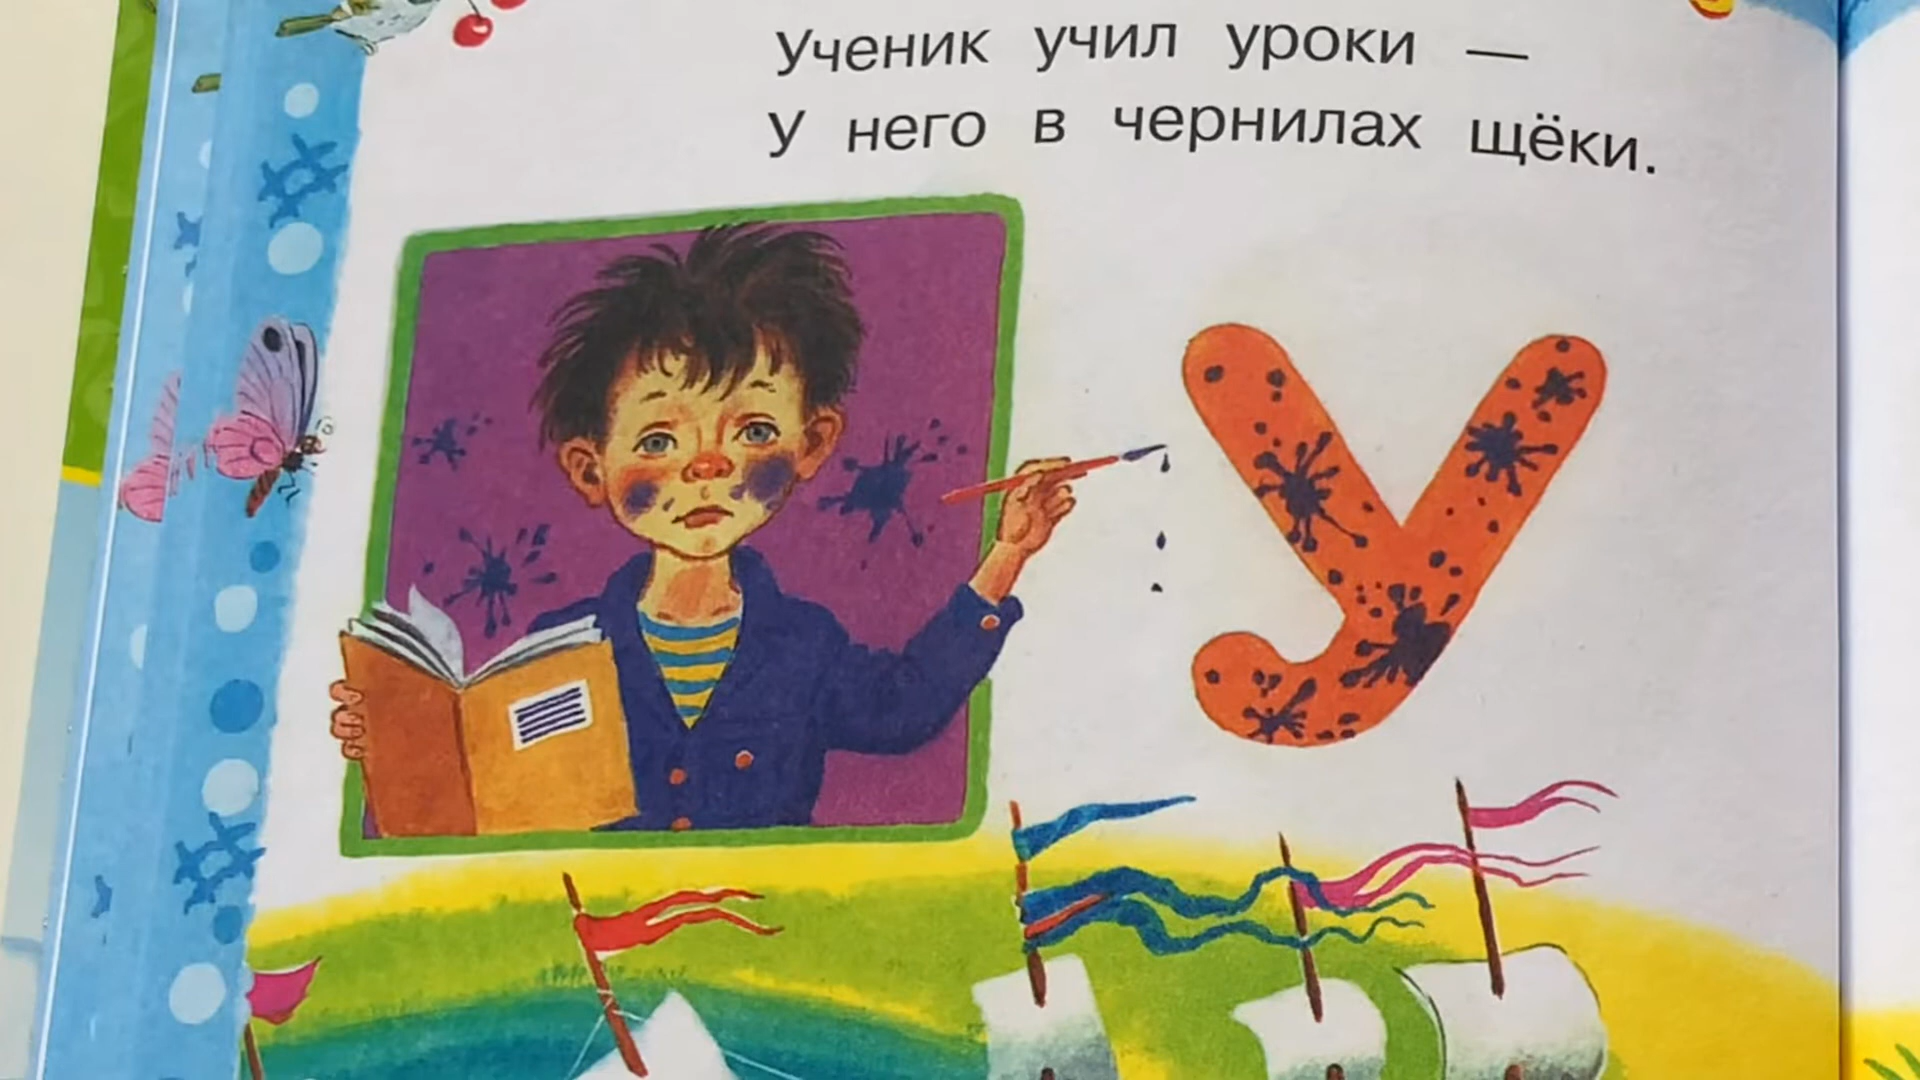 Ученик учил уроки —
У него в чернилах щёки.
У